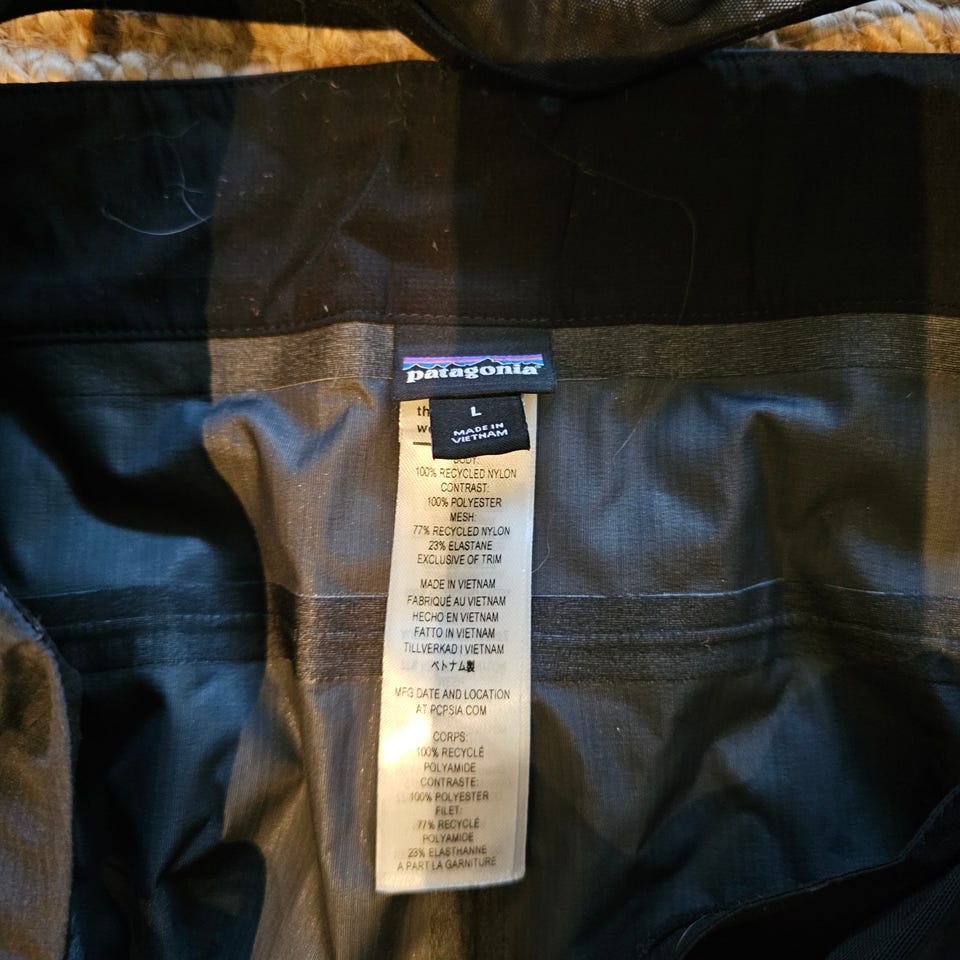 patagonia
L
MADE IN
VIETNAM
th
we
BODY:
100% RECYCLED NYLON
CONTRAST:
100% POLYESTER
MESH:
77% RECYCLED NYLON
23% ELASTANE
EXCLUSIVE OF TRIM
MADE IN VIETNAM
FABRIQUÉ AU VIETNAM
HECHO EN VIETNAM
FATTO IN VIETNAM
TILLVERKAD I VIETNAM
ベトナム製
MFG DATE AND LOCATION
AT PCPSIA.COM
CORPS:
100% RECYCLÉ
POLYAMIDE
CONTRASTE:
100% POLYESTER
FILET:
77% RECYCLÉ
POLYAMIDE
23% ELASTHANNE
A PART LA GARNITURE